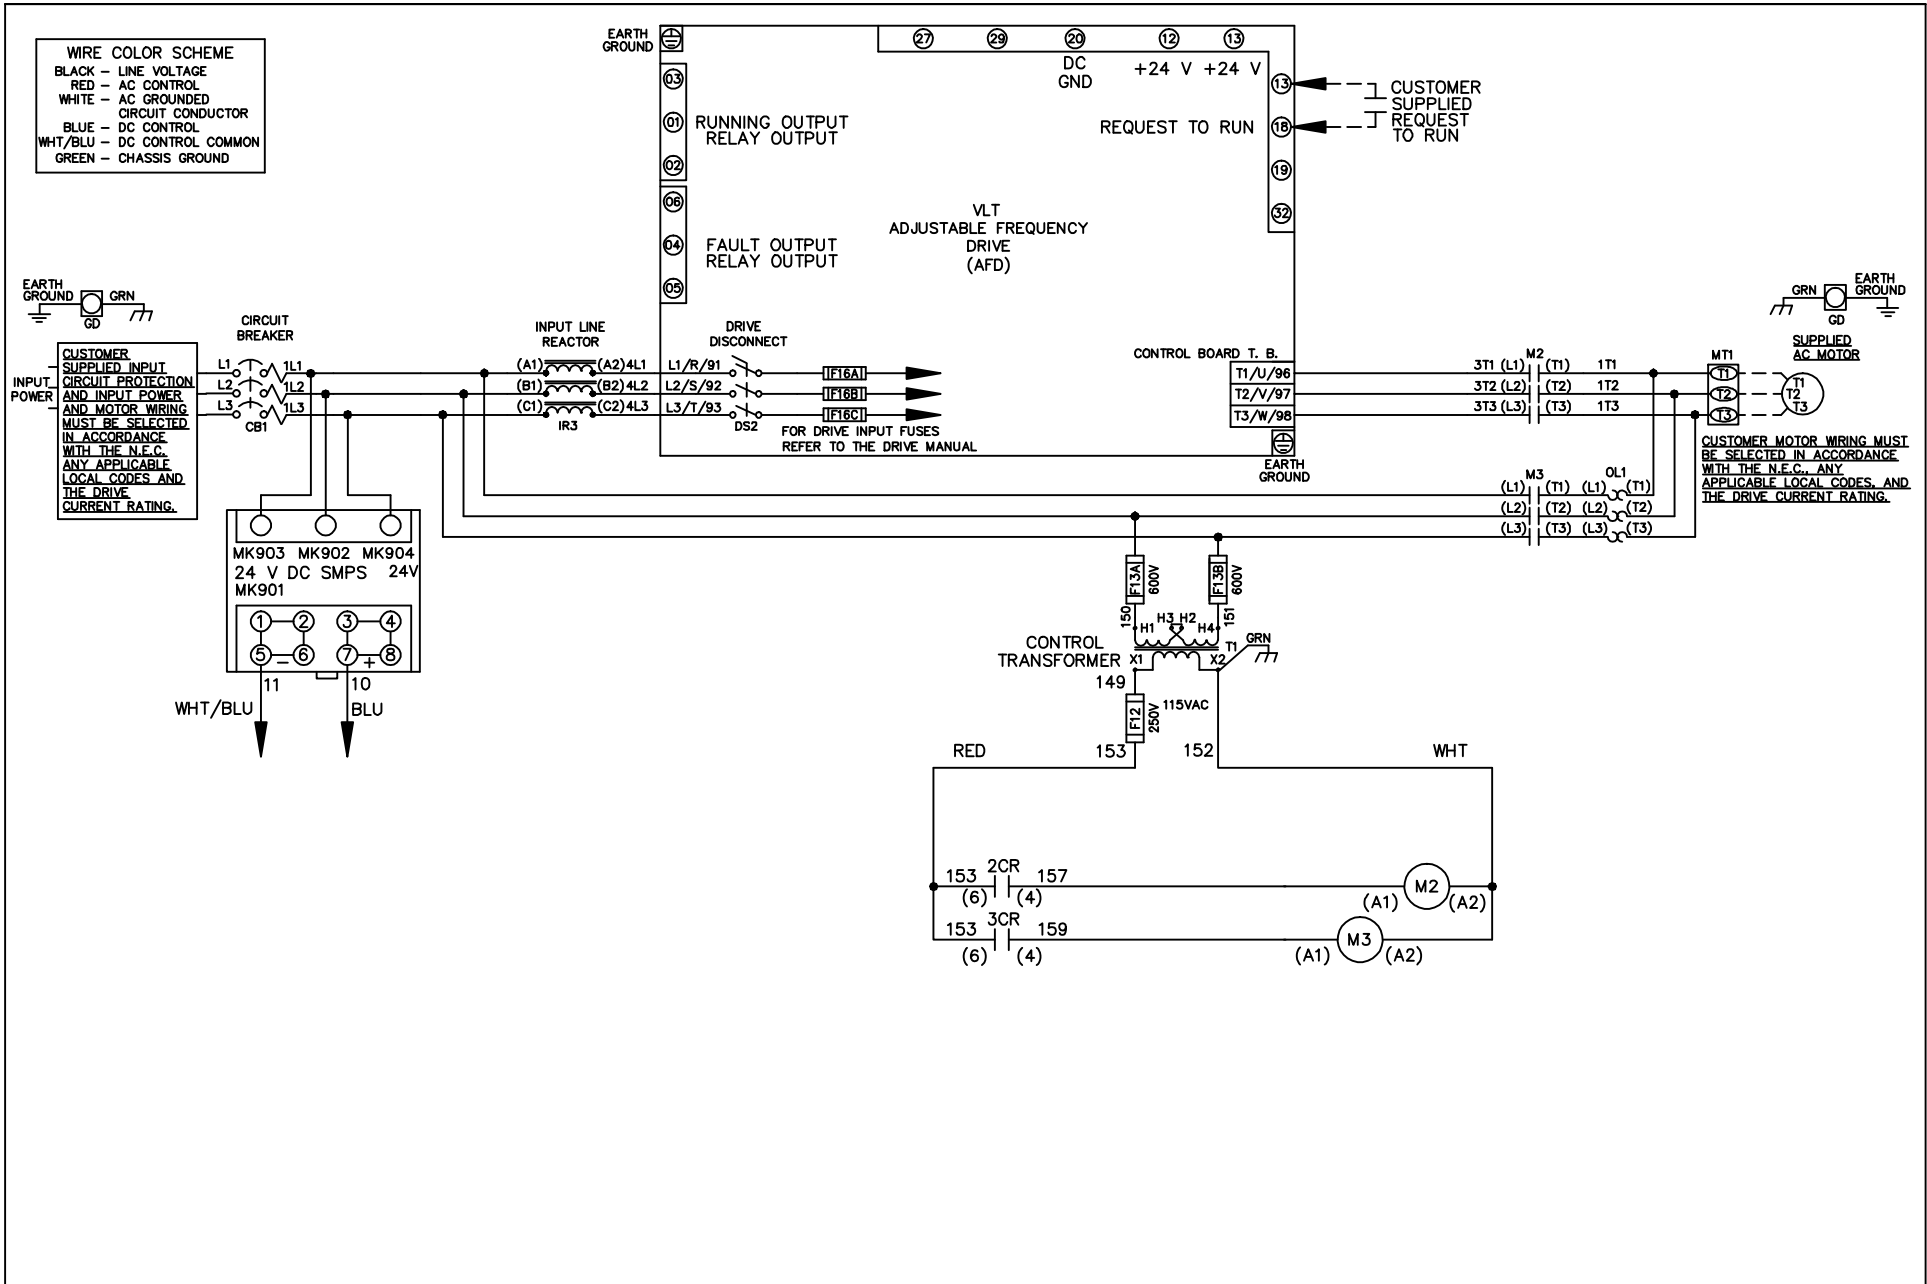 WIRE COLOR SCHEME
BLACK – LINE VOLTAGE
RED – AC CONTROL
WHITE – AC GROUNDED
CIRCUIT CONDUCTOR
BLUE – DC CONTROL
WHT/BLU – DC CONTROL COMMON
GREEN – CHASSIS GROUND
EARTH
GROUND
03
01
02
RUNNING OUTPUT
RELAY OUTPUT
06
04
05
FAULT OUTPUT
RELAY OUTPUT
27 29 20 12 13
DC
GND
+24 V +24 V
13
REQUEST TO RUN 18
19
32
CUSTOMER
SUPPLIED
REQUEST
TO RUN
VLT
ADJUSTABLE FREQUENCY
DRIVE
(AFD)
EARTH
GROUND
GRN
GD
INPUT
POWER
CUSTOMER
SUPPLIED INPUT
CIRCUIT PROTECTION
AND INPUT POWER
AND MOTOR WIRING
MUST BE SELECTED
IN ACCORDANCE
WITH THE N.E.C.
ANY APPLICABLE
LOCAL CODES AND
THE DRIVE
CURRENT RATING.
CIRCUIT
BREAKER
L1 1L1
L2 1L2
L3 1L3
CB1
INPUT LINE
REACTOR
(A1) (A2) 4L1
(B1) (B2) 4L2
(C1) (C2) 4L3
IR3
DRIVE
DISCONNECT
L1/R/91
L2/S/92
L3/T/93
DS2
F16A
F16B
F16C
FOR DRIVE INPUT FUSES
REFER TO THE DRIVE MANUAL
CONTROL BOARD T. B.
T1/U/96
T2/V/97
T3/W/98
EARTH
GROUND
M2
3T1 (L1) (T1) 1T1
3T2 (L2) (T2) 1T2
3T3 (L3) (T3) 1T3
MT1
T1
T2
T3
GRN
GD
EARTH
GROUND
SUPPLIED
AC MOTOR
T1
T2
T3
CUSTOMER MOTOR WIRING MUST
BE SELECTED IN ACCORDANCE
WITH THE N.E.C., ANY
APPLICABLE LOCAL CODES, AND
THE DRIVE CURRENT RATING.
M3 OL1
(L1) (T1) (L1) (T1)
(L2) (T2) (L2) (T2)
(L3) (T3) (L3) (T3)
MK903 MK902 MK904
24 V DC SMPS 24V
MK901
1 2 3 4
5 – 6 7 + 8
11 10
WHT/BLU BLU
F13A
600V
F13B
600V
150
151
H1 H3 H2 H4
CONTROL
TRANSFORMER
X1 X2
T1
GRN
149
F12
250V
115VAC
RED 153 152 WHT
2CR
153 157
(6) (4)
M2
(A1) (A2)
3CR
153 159
(6) (4)
M3
(A1) (A2)